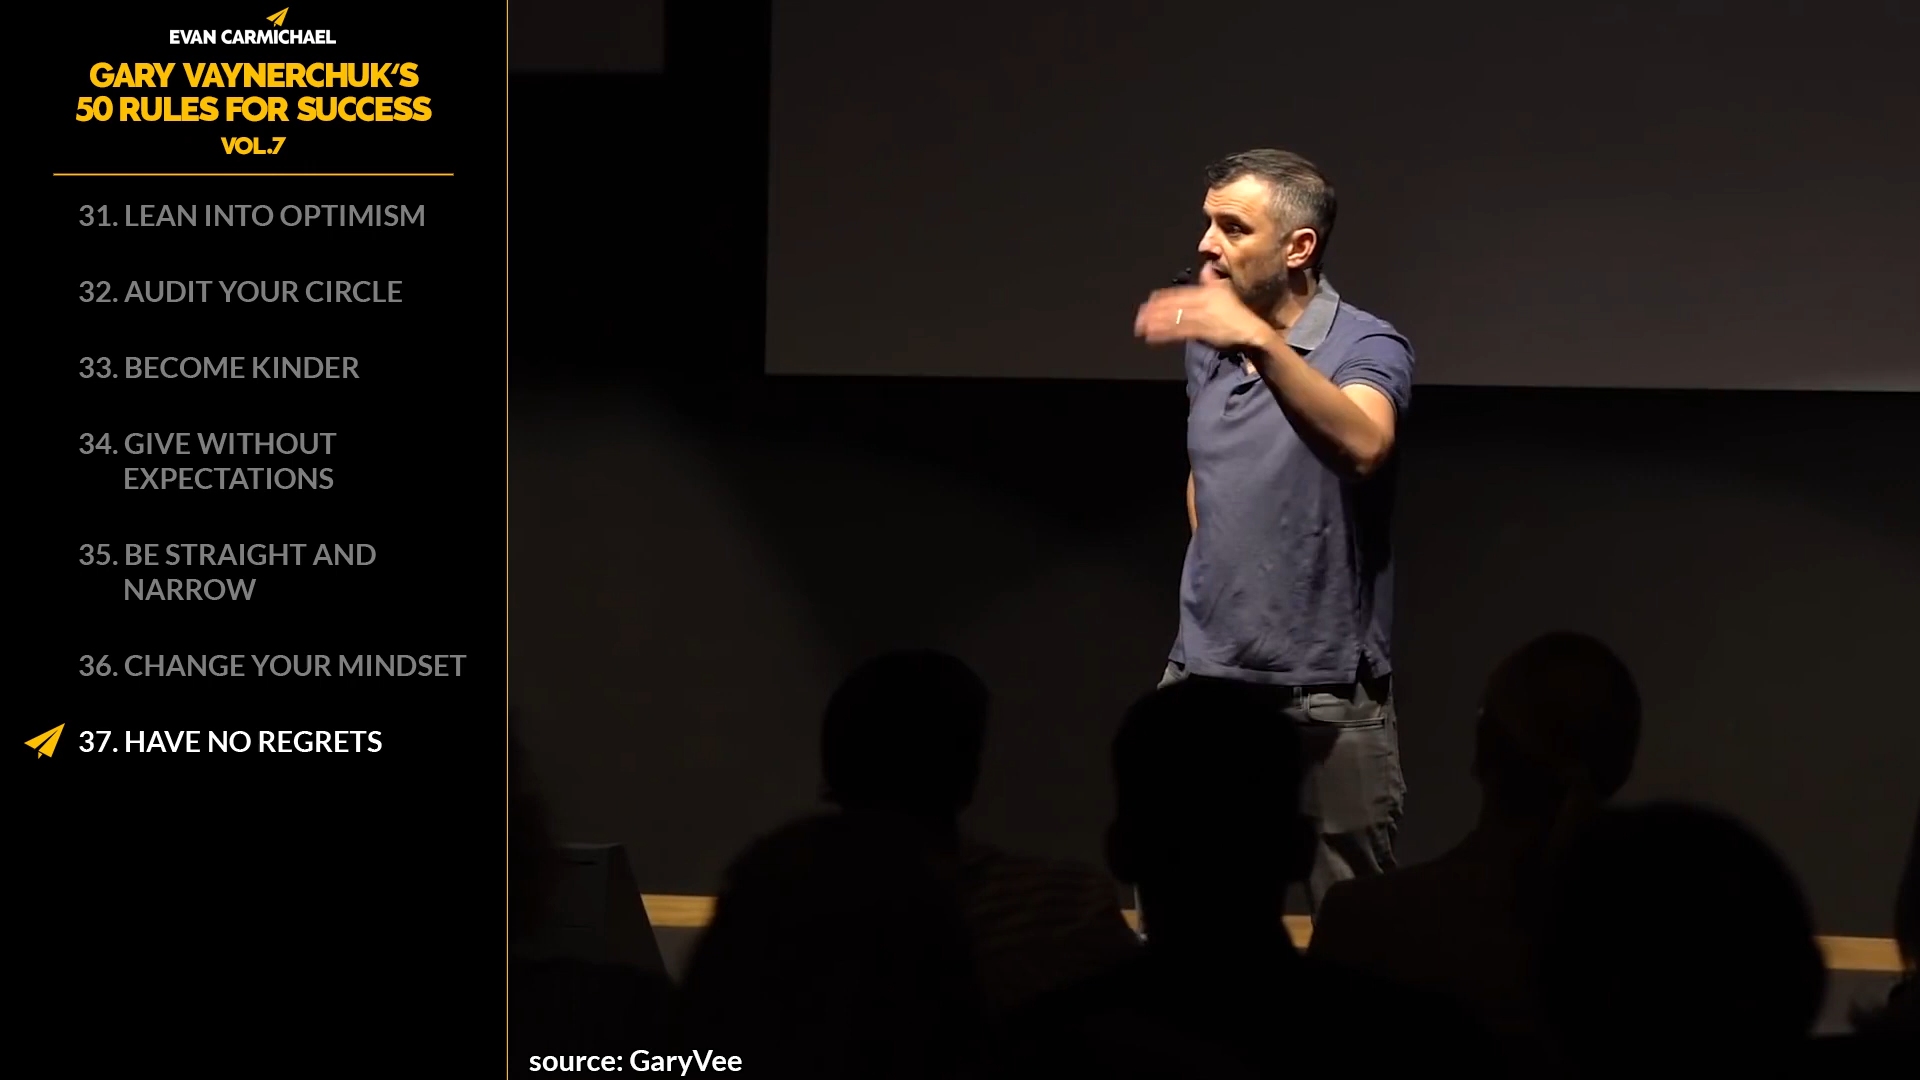 EVAN CARMICHAEL
GARY VAYNERCHUK‘S
50 RULES FOR SUCCESS
VOL.7
31. LEAN INTO OPTIMISM
32. AUDIT YOUR CIRCLE
33. BECOME KINDER
34. GIVE WITHOUT
EXPECTATIONS
35. BE STRAIGHT AND
NARROW
36. CHANGE YOUR MINDSET
37. HAVE NO REGRETS
source: GaryVee